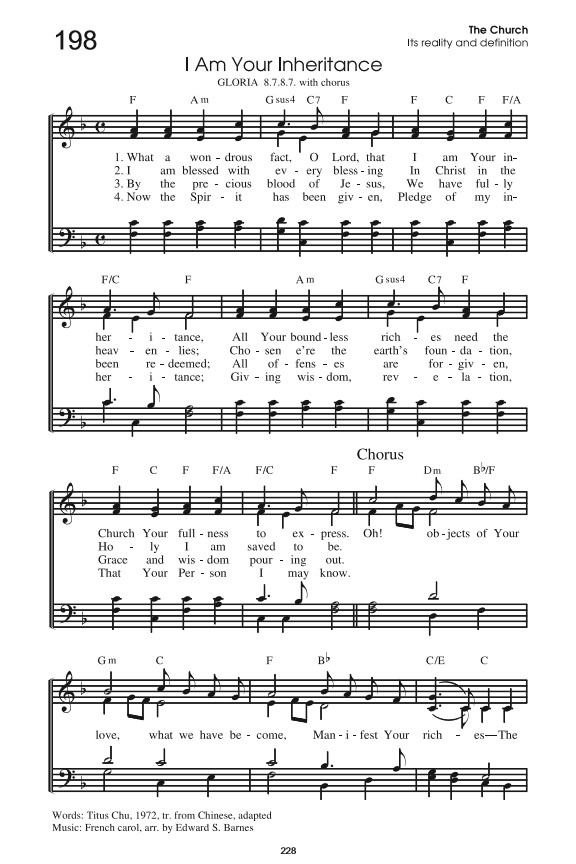 198
The Church
Its reality and definition
I Am Your Inheritance
GLORIA 8.7.8.7. with chorus
F Am Gsus4 C7 F F C F F/A
1. What a won - drous fact, O Lord, that I am Your in-
2. I am blessed with ev - ery bless - ing In Christ in the
3. By the pre - cious blood of Je - sus, We have ful - ly
4. Now the Spir - it has been giv - en, Pledge of my in-
F/C F Am Gsus4 C7 F
her - i - tance, All Your bound - less rich - es need the
heav - en - lies; Cho - sen e're the earth's foun - da - tion,
been re - deemed; All of - fens - es are for - giv - en,
her - i - tance; Giv - ing wis - dom, rev - e - la - tion,
Chorus
F C F F/A F/C F F Dm B♭/F
Church Your full - ness to ex - press. Oh! ob - jects of Your
Ho - ly I am saved to be.
Grace and wis - dom pour - ing out.
That Your Per - son I may know.
Gm C F B♭ C/E C
love, what we have be - come, Man - i - fest Your rich - es—The
Words: Titus Chu, 1972, tr. from Chinese, adapted
Music: French carol, arr. by Edward S. Barnes
228